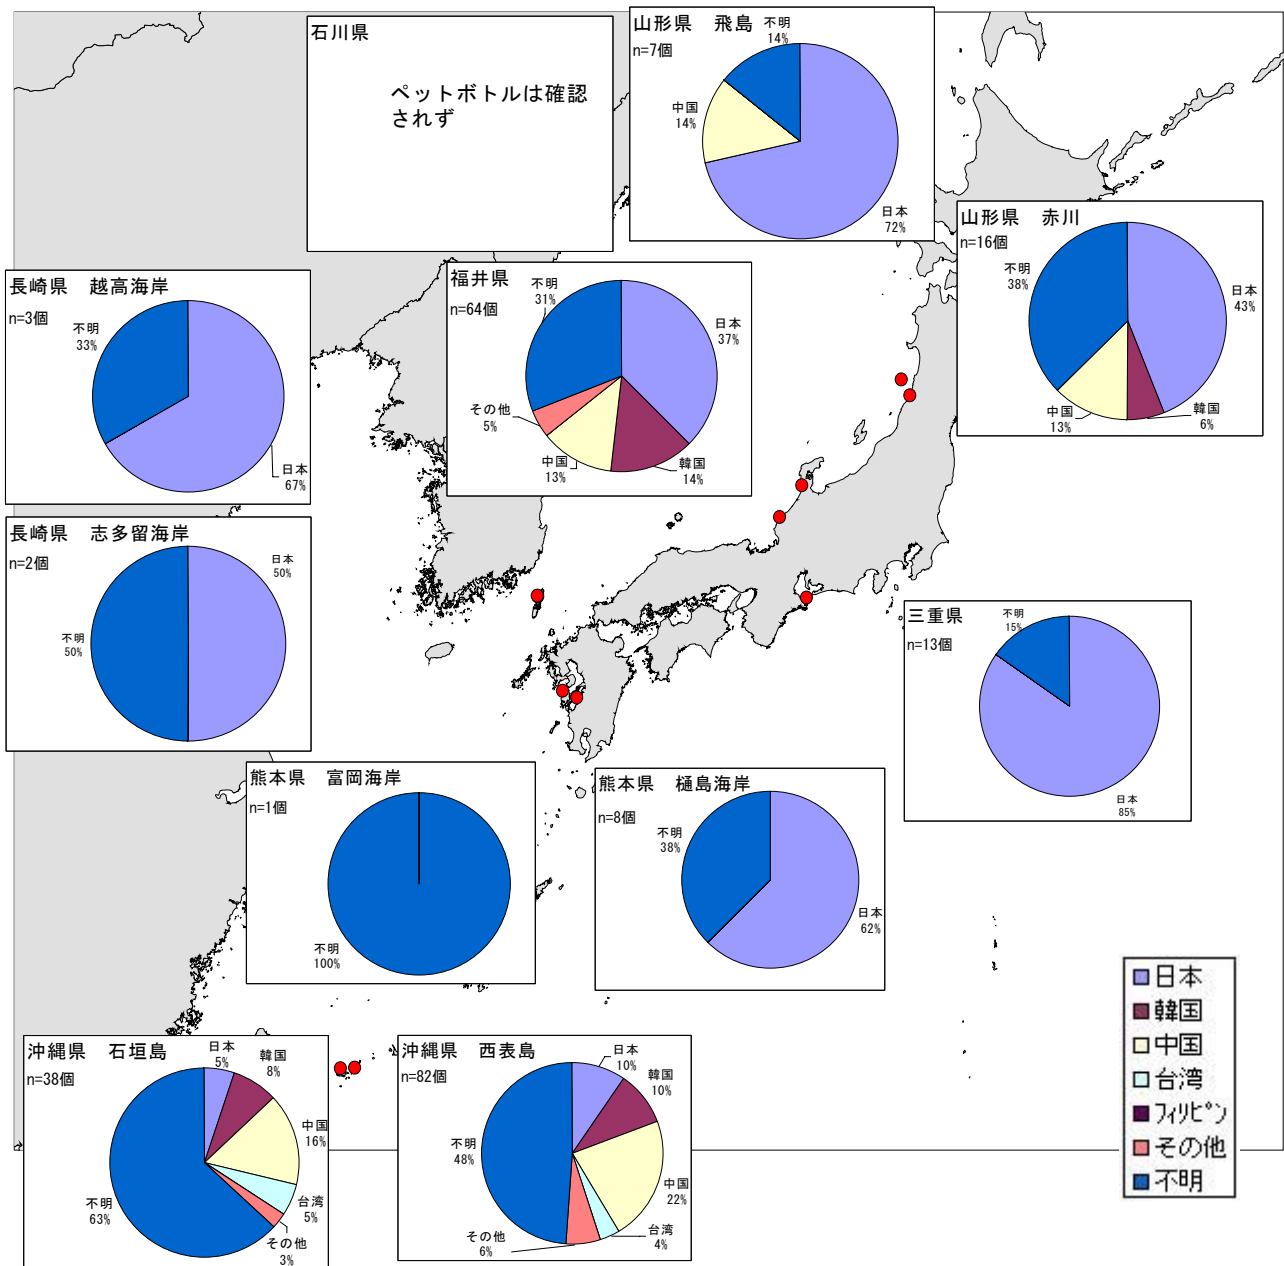 石川県
ペットボトルは確認
されず
山形県　飛島
n=7個
不明
14%
中国
14%
日本
72%
山形県　赤川
n=16個
不明
38%
日本
43%
中国
13%
韓国
6%
長崎県　越高海岸
n=3個
不明
33%
日本
67%
福井県
n=64個
不明
31%
日本
37%
その他
5%
中国
13%
韓国
14%
長崎県　志多留海岸
n=2個
日本
50%
不明
50%
三重県
n=13個
不明
15%
日本
85%
熊本県　富岡海岸
n=1個
不明
100%
熊本県　樋島海岸
n=8個
不明
38%
日本
62%
沖縄県　石垣島
n=38個
日本
5%
韓国
8%
中国
16%
台湾
5%
その他
3%
不明
63%
沖縄県　西表島
n=82個
日本
10%
韓国
10%
中国
22%
台湾
4%
その他
6%
不明
48%
日本
韓国
中国
台湾
フィリピン
その他
不明